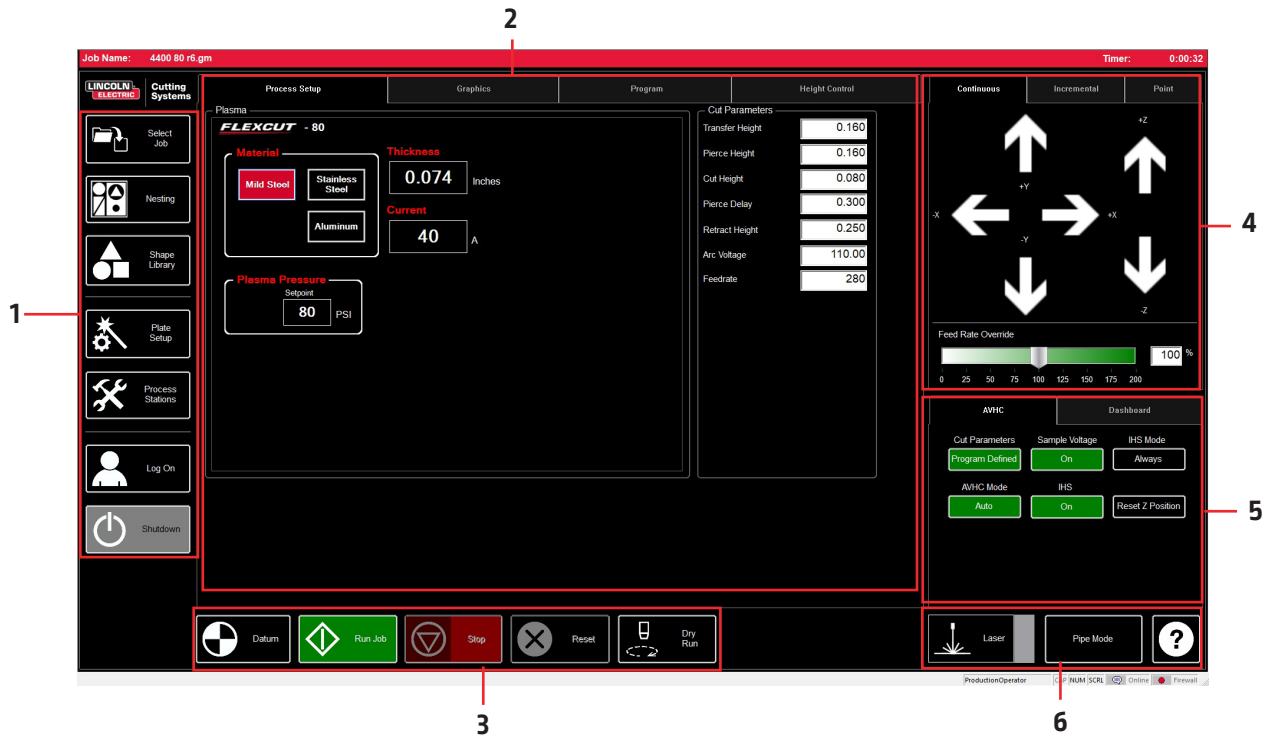 2
Job Name: 4400 80 r6.gm
Timer: 0:00:32
LINCOLN ELECTRIC
Cutting Systems
Process Setup Graphics Program Height Control
Continuous Incremental Point
1
Select Job
Nesting
Shape Library
Plate Setup
Process Stations
Log On
Shutdown
Plasma
FLEXCUT - 80
Material
Mild Steel
Stainless Steel
Aluminum
Thickness
0.074 Inches
Current
40 A
Plasma Pressure
Setpoint
80 PSI
Cut Parameters
Transfer Height 0.160
Pierce Height 0.160
Cut Height 0.080
Pierce Delay 0.300
Retract Height 0.250
Arc Voltage 110.00
Feedrate 280
+Z
+Y
-X +X
-Y
-Z
4
Feed Rate Override
100 %
0 25 50 75 100 125 150 175 200
AVHC Dashboard
Cut Parameters Sample Voltage IHS Mode
Program Defined On Always
AVHC Mode IHS
Auto On Reset Z Position
5
Datum
Run Job
Stop
Reset
Dry Run
Laser
Pipe Mode
?
ProductionOperator CAP NUM SCRL Online Firewall
3
6